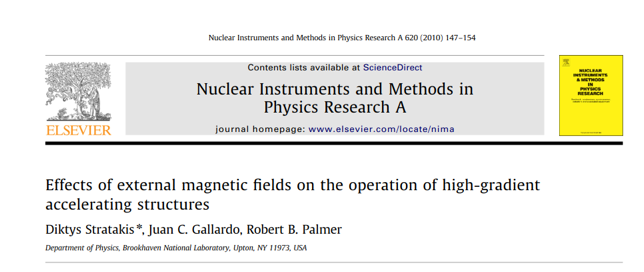 Nuclear Instruments and Methods in Physics Research A 620 (2010) 147–154
Contents lists available at ScienceDirect
Nuclear Instruments and Methods in
Physics Research A
journal homepage: www.elsevier.com/locate/nima
ELSEVIER
NUCLEAR
INSTRUMENTS
& METHODS
IN
PHYSICS
RESEARCH
Effects of external magnetic fields on the operation of high-gradient
accelerating structures
Diktys Stratakis*, Juan C. Gallardo, Robert B. Palmer
Department of Physics, Brookhaven National Laboratory, Upton, NY 11973, USA